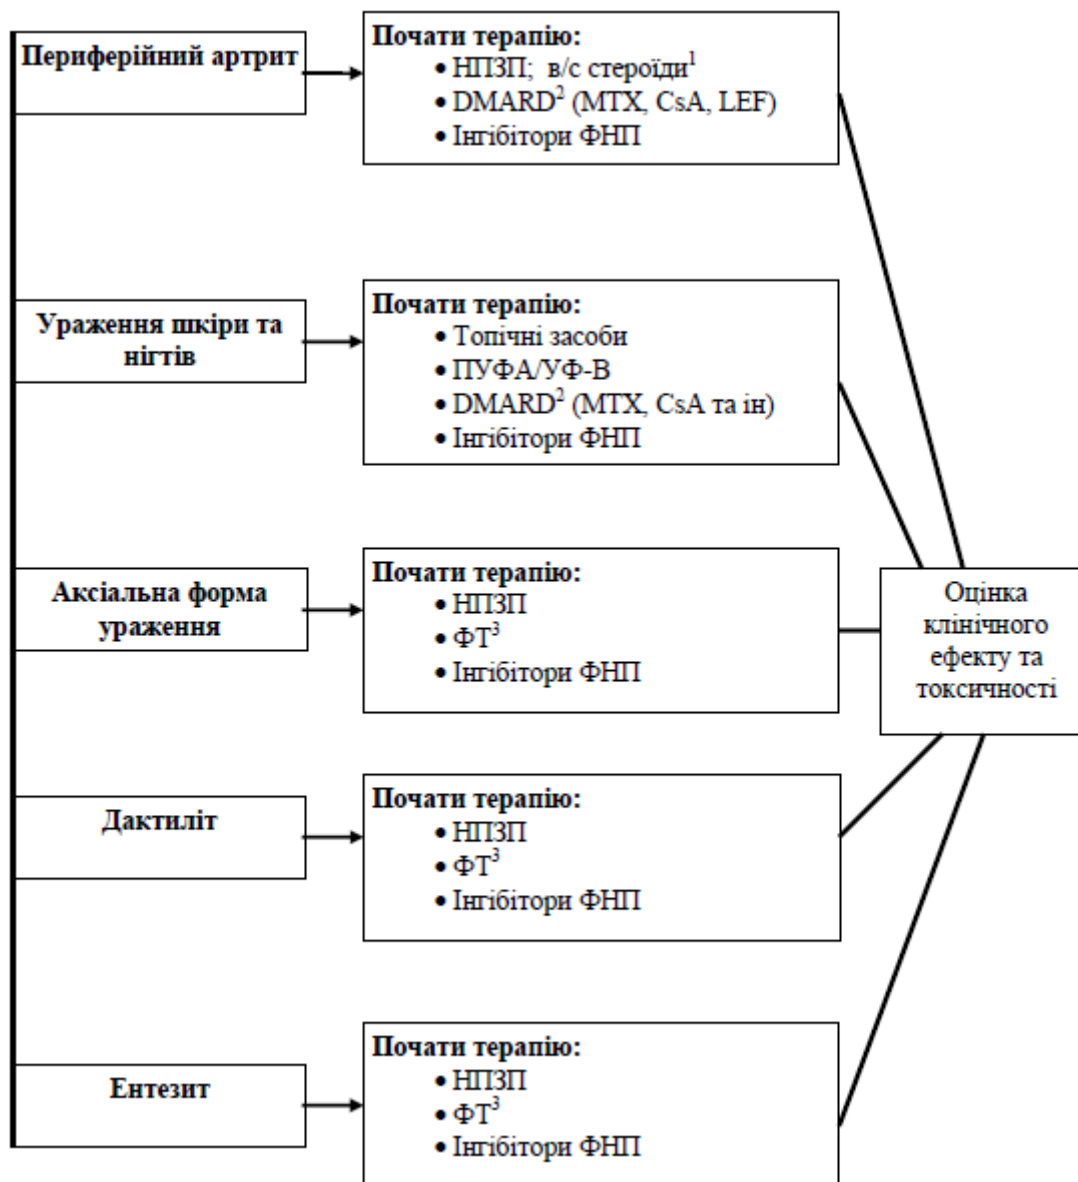 Периферійний артрит
Почати терапію:
• НПЗП; в/с стероїди¹
• DMARD² (MTX, CsA, LEF)
• Інгібітори ФНП
Ураження шкіри та
нігтів
Почати терапію:
• Топічні засоби
• ПУФА/УФ-В
• DMARD² (MTX, CsA та ін)
• Інгібітори ФНП
Аксіальна форма
ураження
Почати терапію:
• НПЗП
• ФТ³
• Інгібітори ФНП
Оцінка
клінічного
ефекту та
токсичності
Дактиліт
Почати терапію:
• НПЗП
• ФТ³
• Інгібітори ФНП
Ентезит
Почати терапію:
• НПЗП
• ФТ³
• Інгібітори ФНП